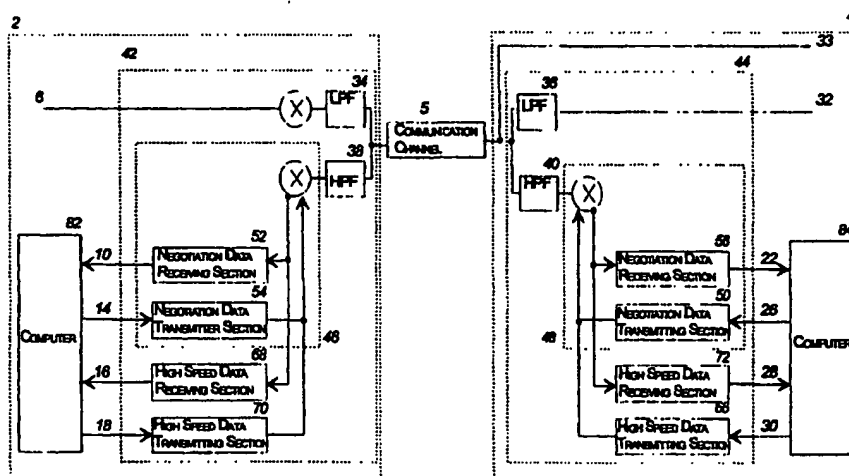 2
42
6
34
LPF
X
38
HPF
X
5
COMMUNICATION
CHANNEL
82
COMPUTER
10
52
NEGOTIATION DATA
RECEIVING SECTION
14
54
NEGOTIATION DATA
TRANSMITTER SECTION
46
16
68
HIGH SPEED DATA
RECEIVING SECTION
18
70
HIGH SPEED DATA
TRANSMITTING SECTION
33
44
36
LPF
32
40
HPF
X
NEGOTIATION DATA
RECEIVING SECTION
22
84
COMPUTER
50
NEGOTIATION DATA
TRANSMITTING SECTION
26
48
72
HIGH SPEED DATA
RECEIVING SECTION
28
66
HIGH SPEED DATA
TRANSMITTING SECTION
30